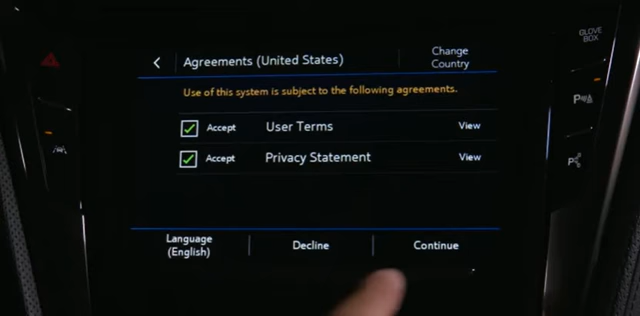 GLOVE
BOX
Agreements (United States)
Change
Country
Use of this system is subject to the following agreements.
Accept User Terms View
Accept Privacy Statement View
Language
(English)
Decline
Continue